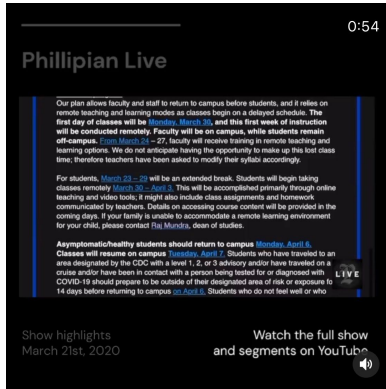 0:54
Phillipian Live
Our plan allows faculty and staff to return to campus before students, and it relies on
remote teaching and learning modes as classes begin on a delayed schedule. The
first day of classes will be Monday, March 30, and this first week of instruction
will be conducted remotely. Faculty will be on campus, while students remain
off-campus. From March 24 – 27, faculty will receive training in remote teaching and
learning options. We do not anticipate having the opportunity to make up this lost class
time; therefore teachers have been asked to modify their syllabi accordingly.
For students, March 23 – 29 will be an extended break. Students will begin taking
classes remotely March 30 – April 3. This will be accomplished primarily through online
teaching and video tools; it might also include class assignments and homework
communicated by teachers. Details on accessing course content will be provided in the
coming days. If your family is unable to accommodate a remote learning environment
for your child, please contact Raj Mundra, dean of studies.
Asymptomatic/healthy students should return to campus Monday, April 6.
Classes will resume on campus Tuesday, April 7. Students who have traveled to an
area designated by the CDC with a level 1, 2, or 3 advisory and/or have traveled on a
cruise and/or have been in contact with a person being tested for or diagnosed with
COVID-19 should prepare to be outside of their designated area of risk or exposure fo
14 days before returning to campus on April 6. Students who do not feel well or who
LIVE
Show highlights
March 21st, 2020
Watch the full show
and segments on YouTube